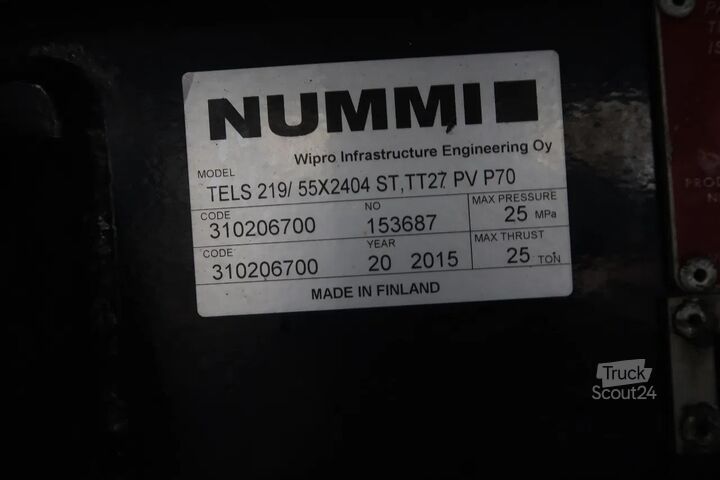 NUMMI
Wipro Infrastructure Engineering Oy
MODEL
TELS 219/ 55X2404 ST,TT27 PV P70
CODE NO MAX PRESSURE
310206700 153687 25 MPa
CODE YEAR MAX THRUST
310206700 20 2015 25 TON
MADE IN FINLAND
Truck
Scout24